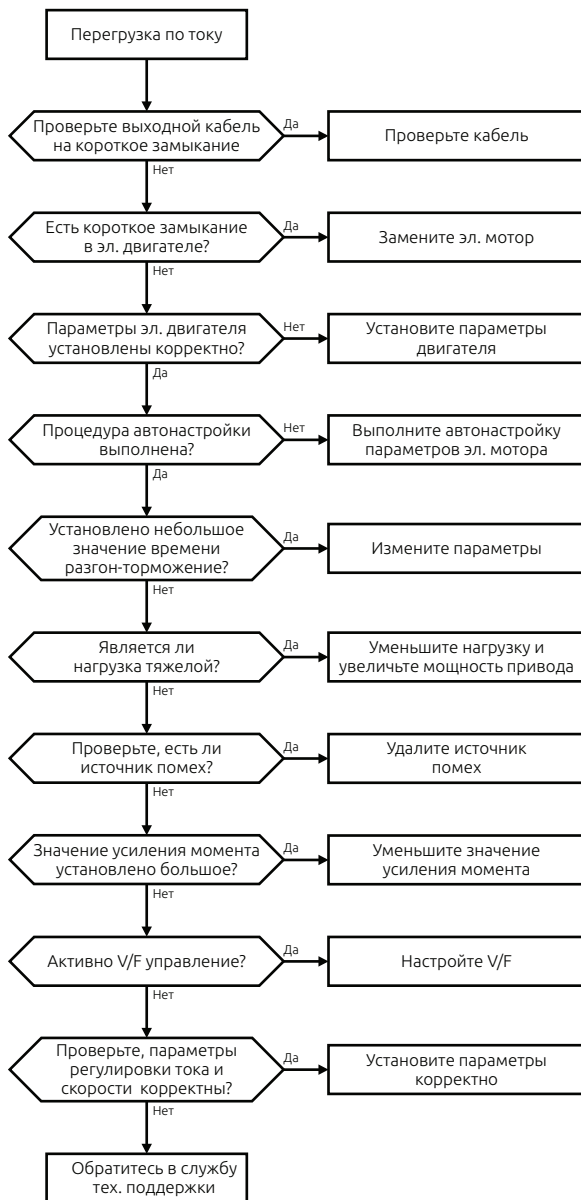 Перегрузка по току
Проверьте выходной кабель
на короткое замыкание
Да
Проверьте кабель
Нет
Есть короткое замыкание
в эл. двигателе?
Да
Замените эл. мотор
Нет
Параметры эл. двигателя
установлены корректно?
Нет
Установите параметры
двигателя
Да
Процедура автонастройки
выполнена?
Нет
Выполните автонастройку
параметров эл. мотора
Да
Установлено небольшое
значение времени
разгон-торможение?
Да
Измените параметры
Нет
Является ли
нагрузка тяжелой?
Да
Уменьшите нагрузку и
увеличьте мощность привода
Нет
Проверьте, есть ли
источник помех?
Да
Удалите источник
помех
Нет
Значение усиления момента
установлено большое?
Да
Уменьшите значение
усиления момента
Нет
Активно V/F управление?
Да
Настройте V/F
Нет
Проверьте, параметры
регулировки тока и
скорости корректны?
Да
Установите параметры
корректно
Нет
Обратитесь в службу
тех. поддержки